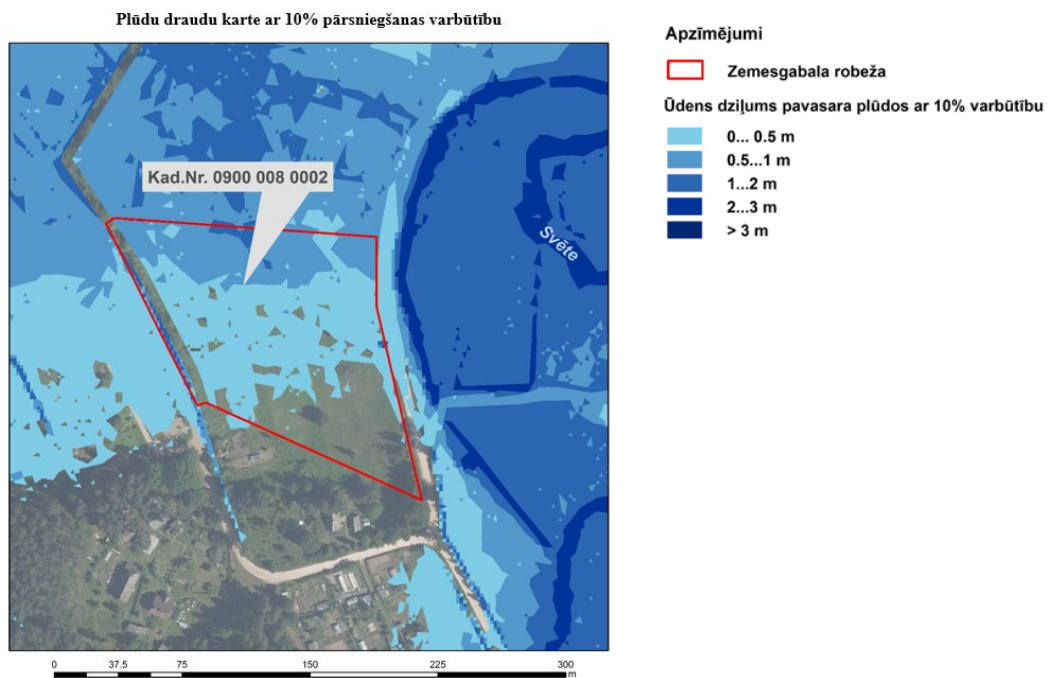 Plūdu draudu karte ar 10% pārsniegšanas varbūtību
Kad.Nr. 0900 008 0002
Svēte
Apzīmējumi
Zemesgabala robeža
Ūdens dziļums pavasara plūdos ar 10% varbūtību
0... 0.5 m
0.5...1 m
1...2 m
2...3 m
> 3 m
0 37.5 75 150 225 300
m